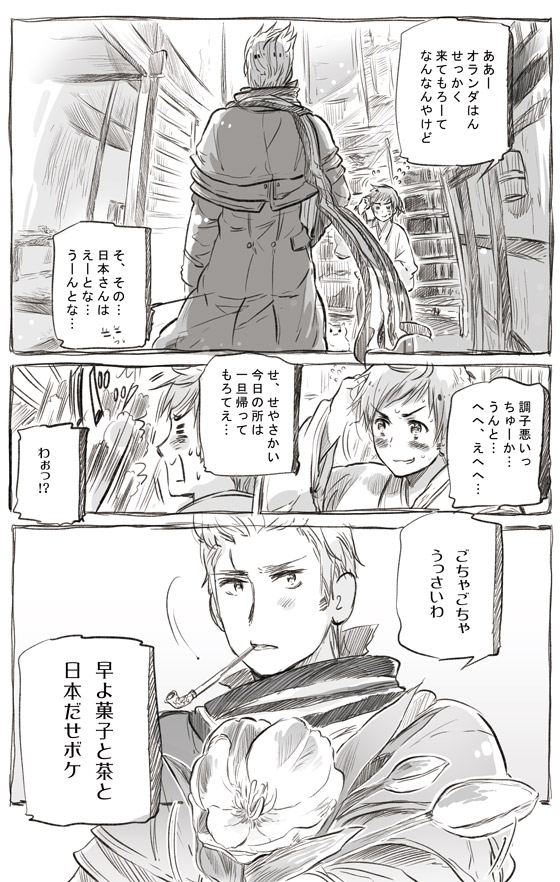 ああー
オランダはん
せっかく
来てもろーて
なんなんやけど
そ、その…
日本さんは
えーとな…
うーんとな…
調子悪いっ
ちゅーか…
うんと…
へへ、えへへ…
せ、せやさかい
今日の所は
一旦帰って
もろてえ…
わぉっ!?
ごちゃごちゃ
うっさいわ
早よ菓子と茶と
日本だせボケ